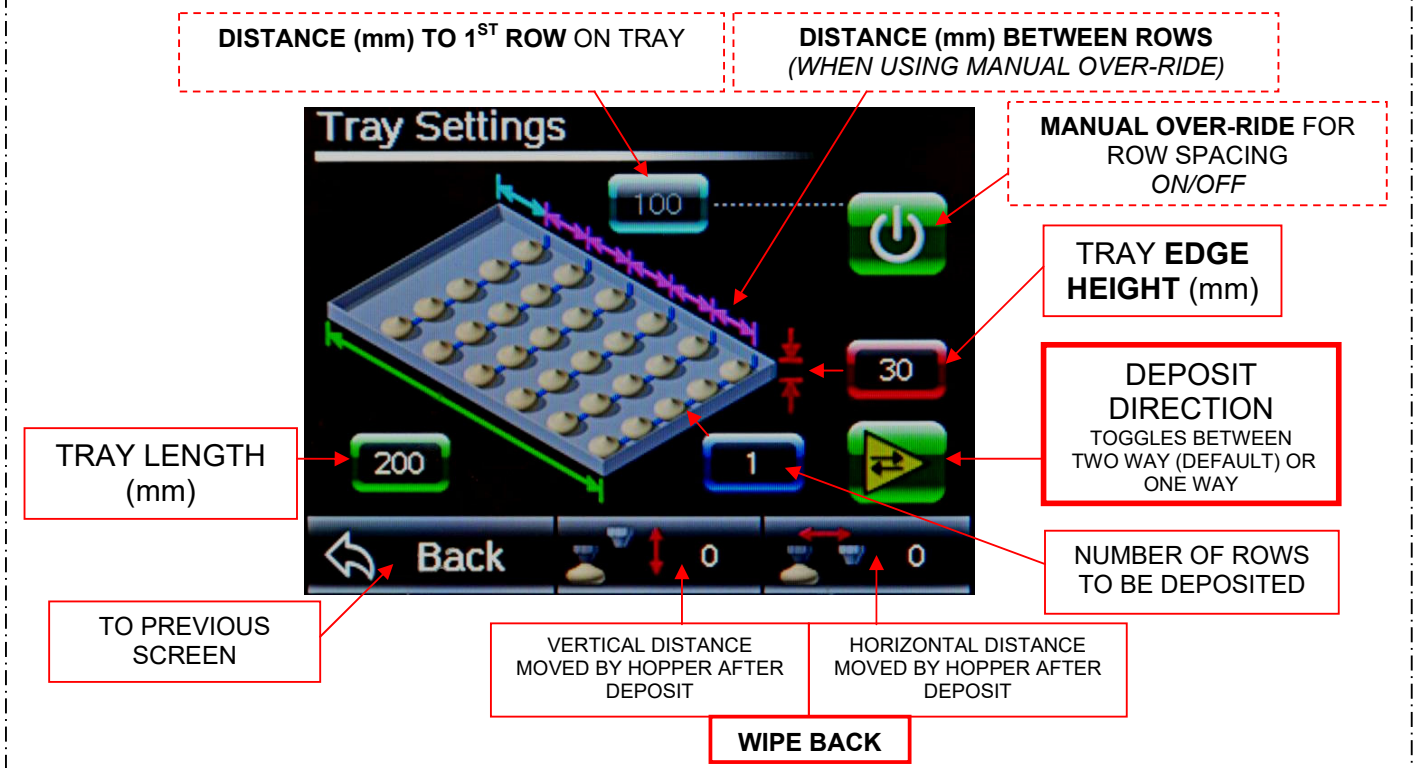 DISTANCE (mm) TO 1ST ROW ON TRAY
DISTANCE (mm) BETWEEN ROWS
(WHEN USING MANUAL OVER-RIDE)
MANUAL OVER-RIDE FOR
ROW SPACING
ON/OFF
Tray Settings
100
TRAY EDGE
HEIGHT (mm)
30
DEPOSIT
DIRECTION
TOGGLES BETWEEN
TWO WAY (DEFAULT) OR
ONE WAY
TRAY LENGTH
(mm)
200
1
Back
0
0
NUMBER OF ROWS
TO BE DEPOSITED
TO PREVIOUS
SCREEN
VERTICAL DISTANCE
MOVED BY HOPPER AFTER
DEPOSIT
HORIZONTAL DISTANCE
MOVED BY HOPPER AFTER
DEPOSIT
WIPE BACK